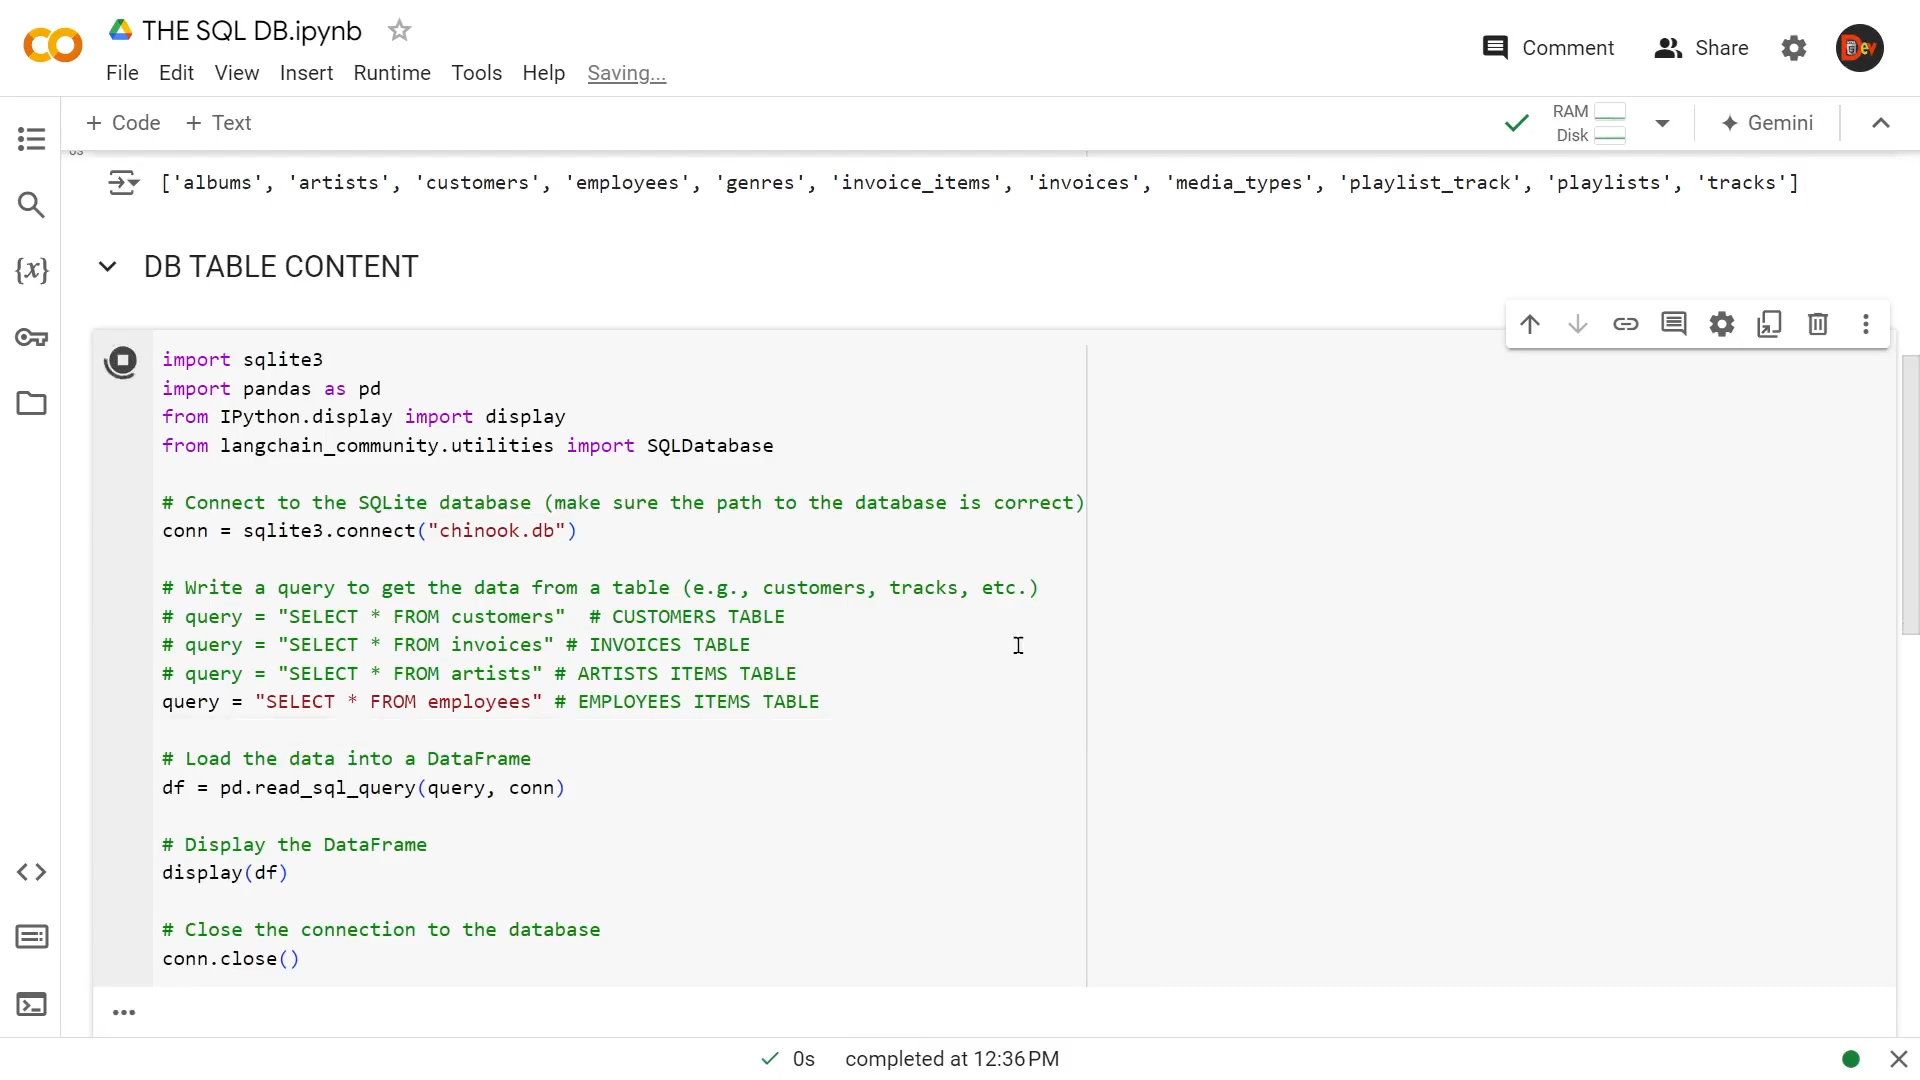 THE SQL DB.ipynb
Comment
Share
Dev
File Edit View Insert Runtime Tools Help Saving...
+ Code + Text
RAM
Disk
Gemini
0s
['albums', 'artists', 'customers', 'employees', 'genres', 'invoice_items', 'invoices', 'media_types', 'playlist_track', 'playlists', 'tracks']
DB TABLE CONTENT
import sqlite3
import pandas as pd
from IPython.display import display
from langchain_community.utilities import SQLDatabase
# Connect to the SQLite database (make sure the path to the database is correct)
conn = sqlite3.connect("chinook.db")
# Write a query to get the data from a table (e.g., customers, tracks, etc.)
# query = "SELECT * FROM customers"  # CUSTOMERS TABLE
# query = "SELECT * FROM invoices" # INVOICES TABLE
# query = "SELECT * FROM artists" # ARTISTS ITEMS TABLE
query = "SELECT * FROM employees" # EMPLOYEES ITEMS TABLE
# Load the data into a DataFrame
df = pd.read_sql_query(query, conn)
# Display the DataFrame
display(df)
# Close the connection to the database
conn.close()
0s completed at 12:36 PM